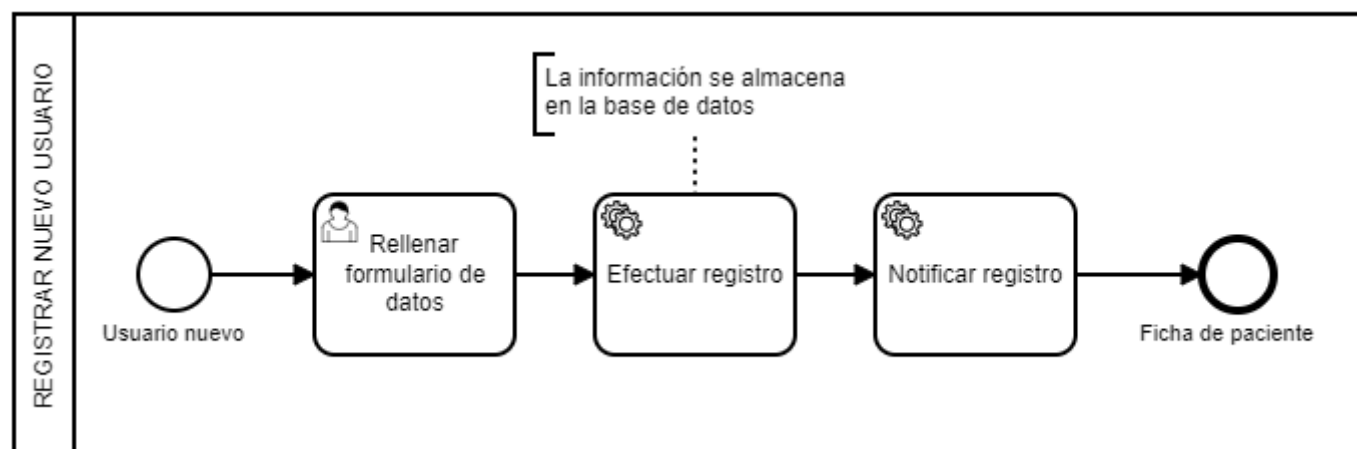 REGISTRAR NUEVO USUARIO
La información se almacena
en la base de datos
Rellenar
formulario de
datos
Efectuar registro
Notificar registro
Usuario nuevo
Ficha de paciente